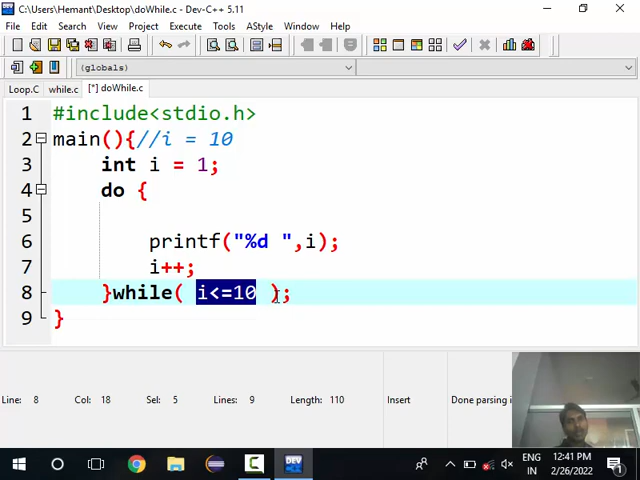 C:\Users\Hemant\Desktop\doWhile.c - Dev-C++ 5.11
File Edit Search View Project Execute Tools AStyle Window Help
(globals)
Loop.C while.c [*] doWhile.c
1 #include<stdio.h>
2 main(){//i = 10
3 int i = 1;
4 do {
5
6 printf("%d ",i);
7 i++;
8 }while( i<=10 );
9 }
Line: 8 Col: 18 Sel: 5 Lines: 9 Length: 110 Insert Done parsing i
DEV
ENG
IN
12:41 PM
2/26/2022
1